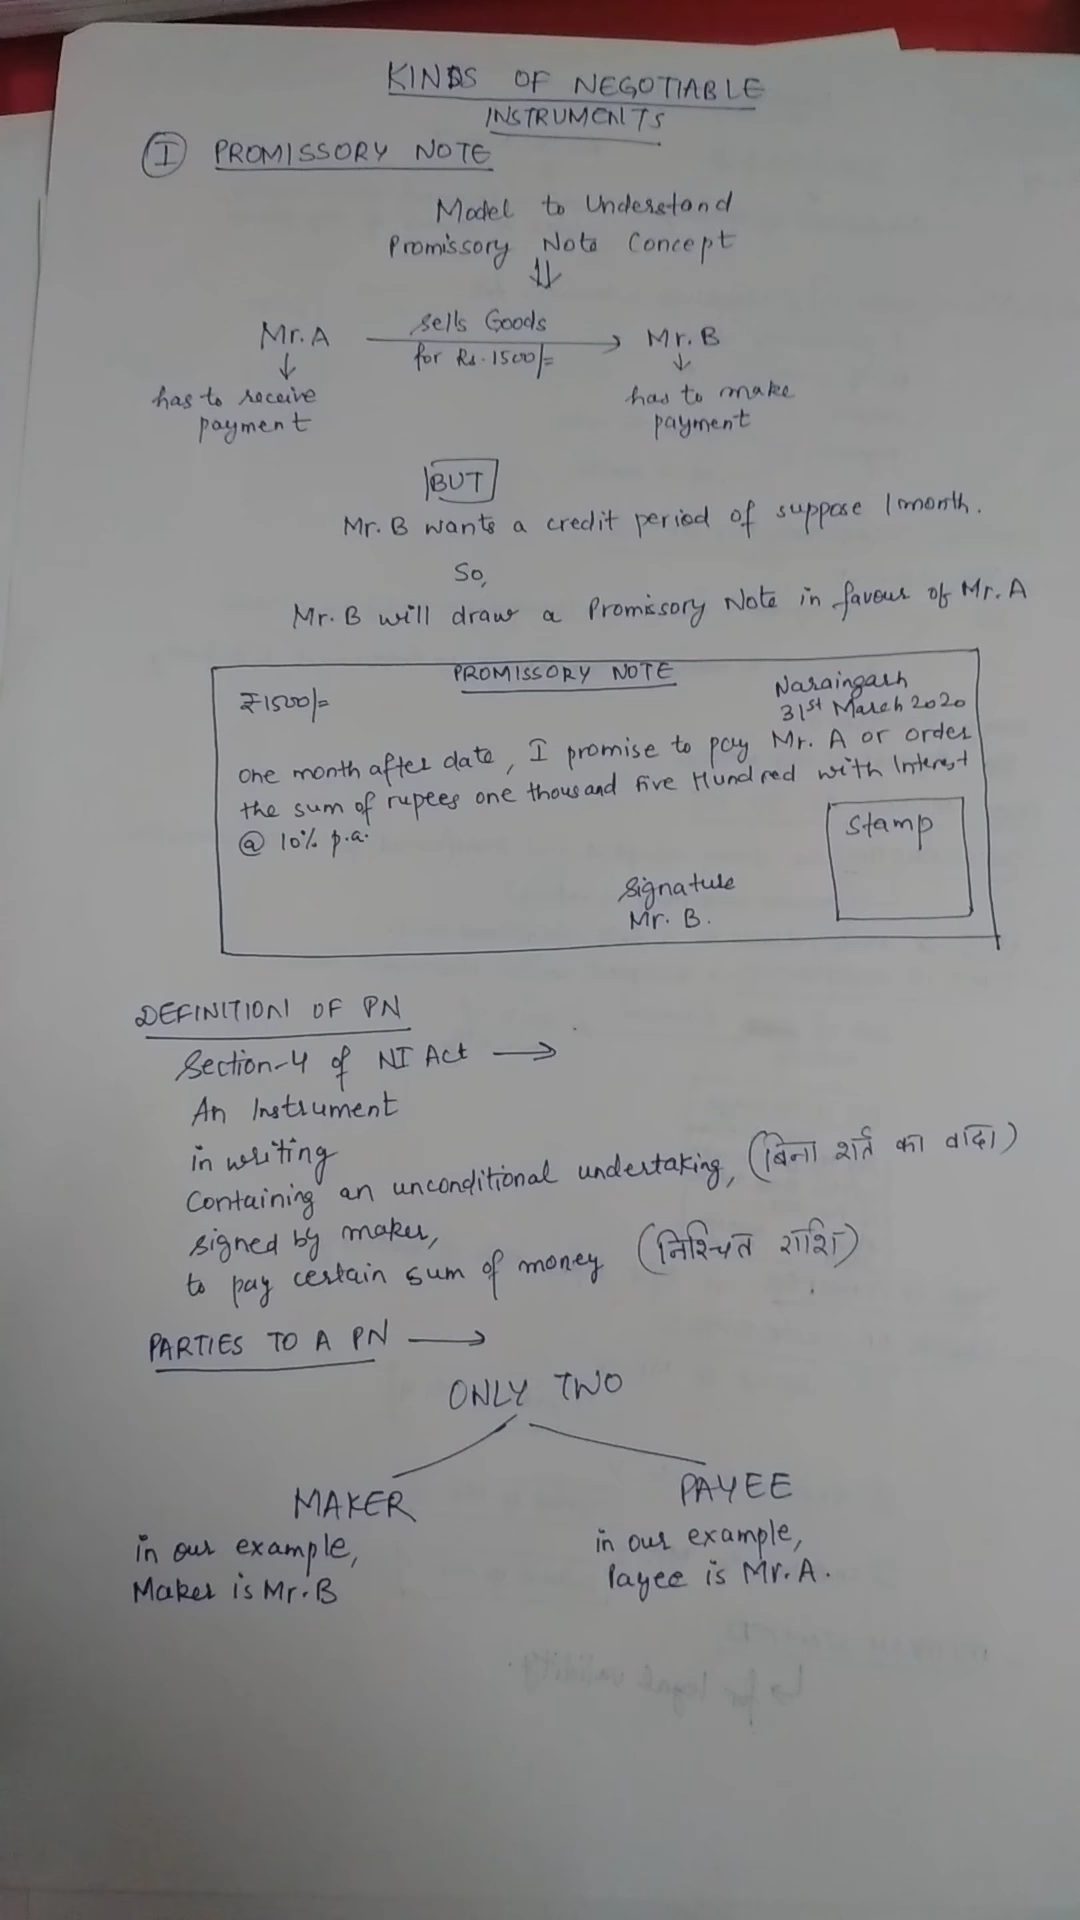 KINDS OF NEGOTIABLE
INSTRUMENTS
I PROMISSORY NOTE
Model to Understand
Promissory Note Concept
Mr. A sells Goods Mr. B
for Rs. 1500/=
has to receive has to make
payment payment
BUT
Mr. B wants a credit period of suppose 1 month.
So,
Mr. B will draw a Promissory Note in favour of Mr. A
PROMISSORY NOTE
₹1500/= Naraingarh
31st March 2020
one month after date, I promise to pay Mr. A or order
the sum of rupees one thousand Five Hundred with Interest
@ 10% p.a.
Stamp
Signature
Mr. B.
DEFINITION OF PN
Section-4 of NI Act →
An Instrument
in writing
Containing an unconditional undertaking, (बिना शर्त का वादा)
signed by maker,
to pay certain sum of money (निश्चित राशि)
PARTIES TO A PN →
ONLY TWO
MAKER PAYEE
in our example, in our example,
Maker is Mr. B Payee is Mr. A.